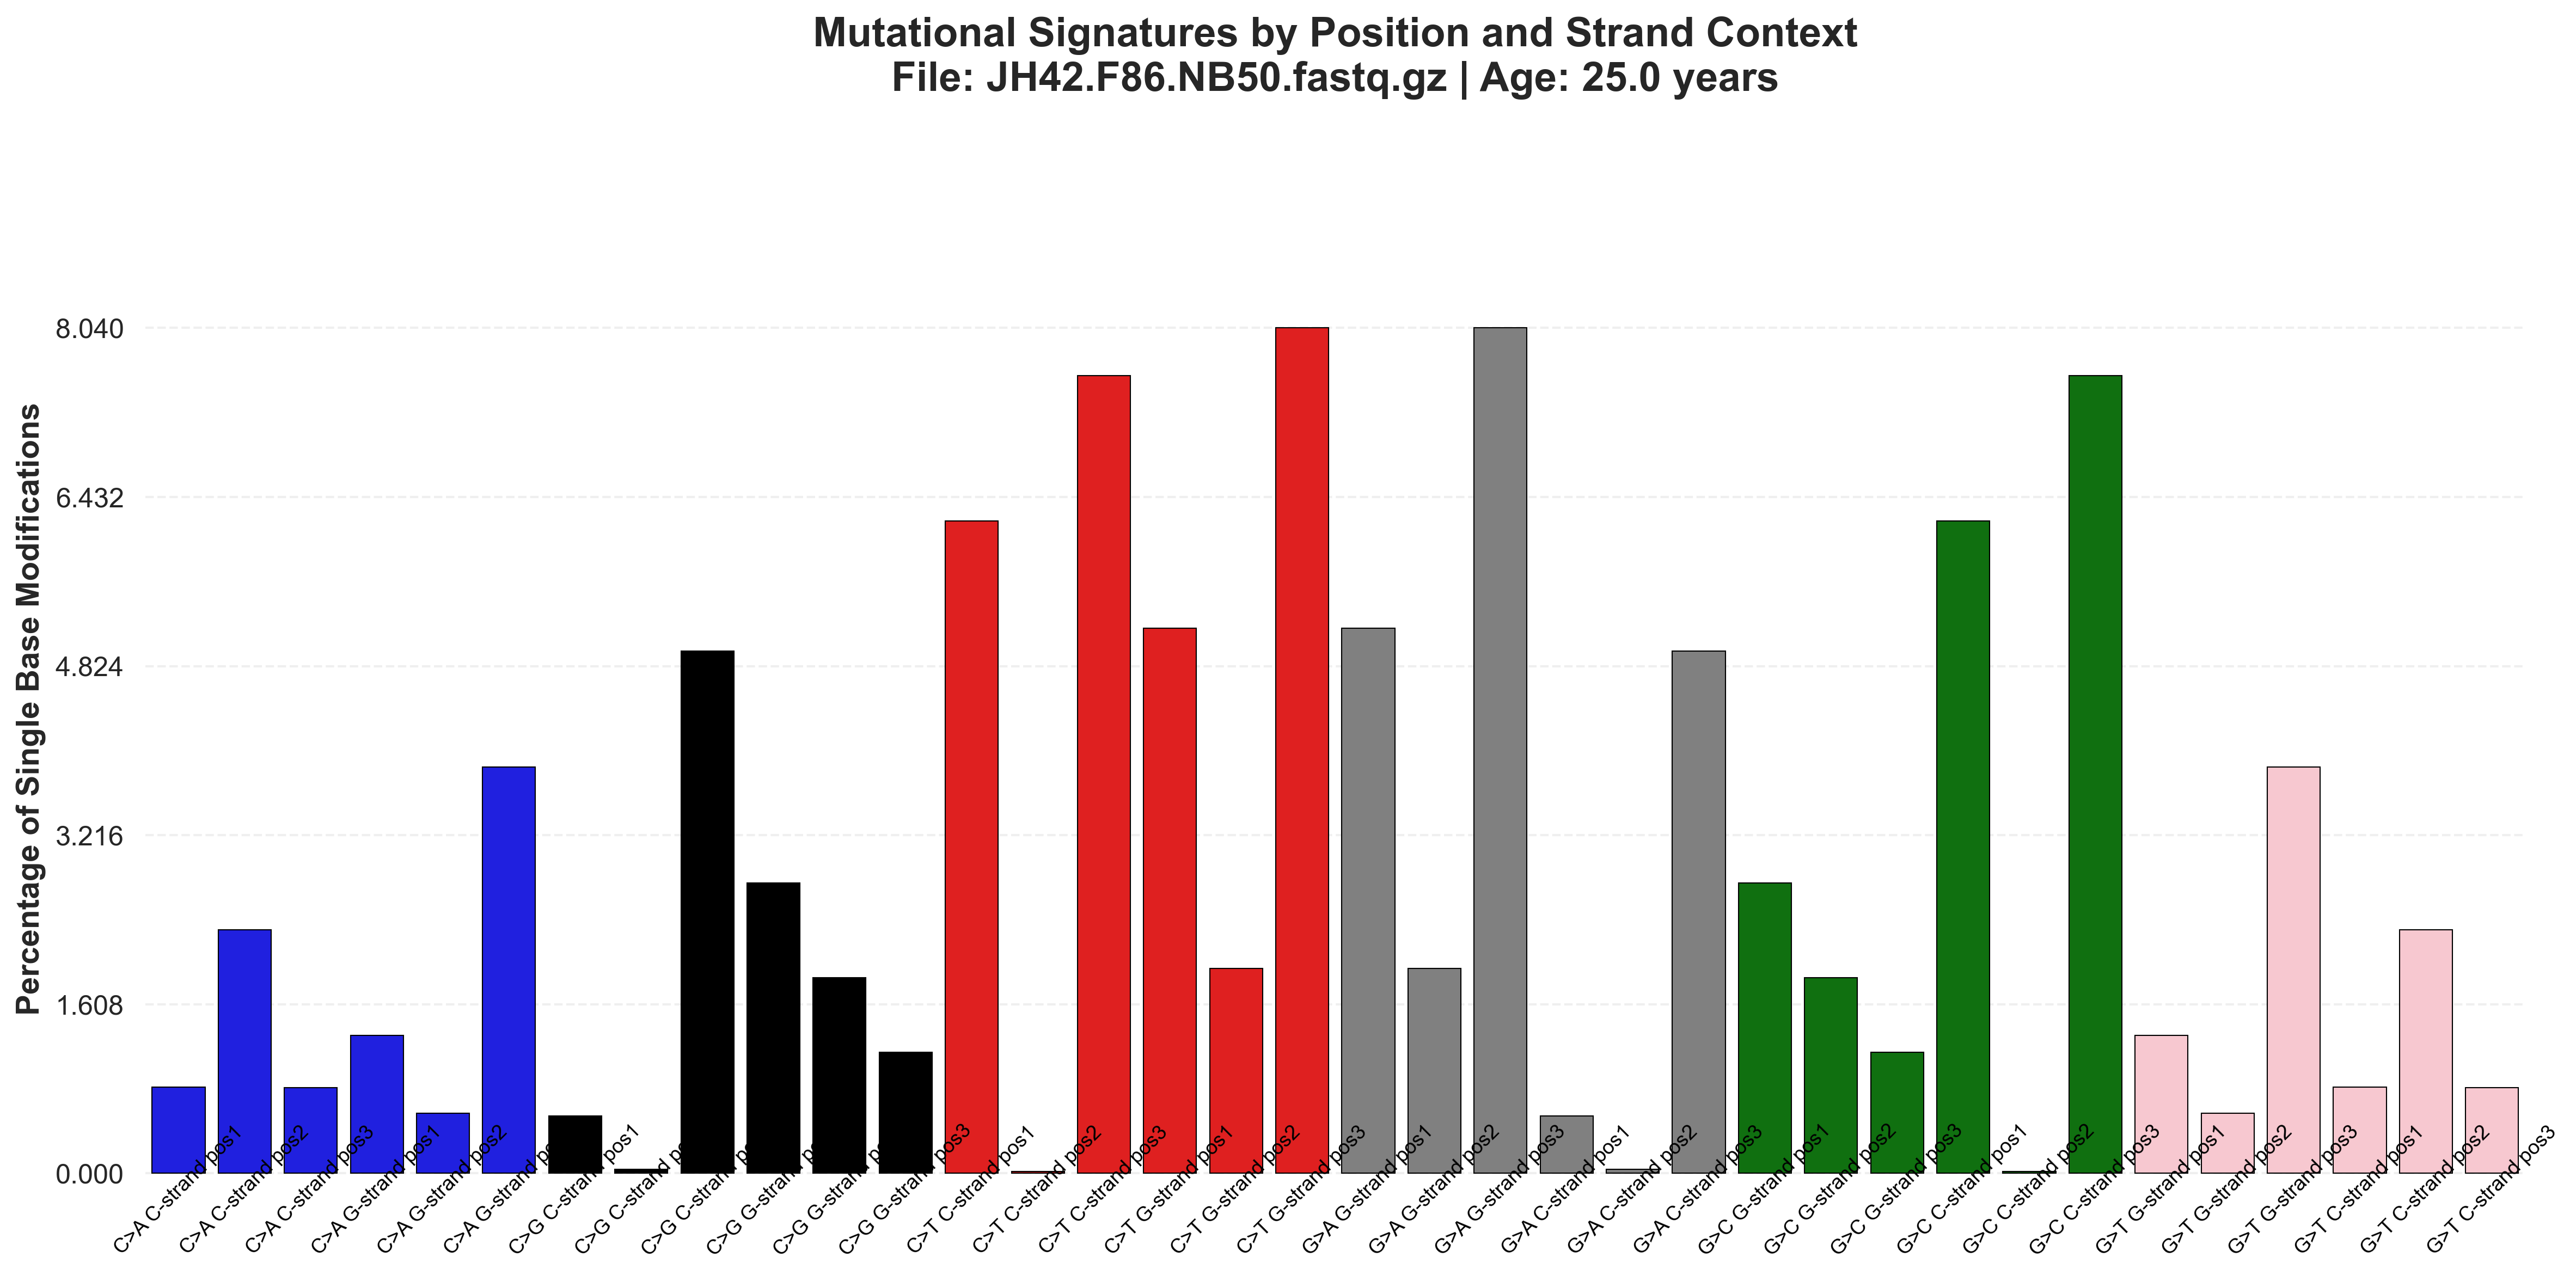 Mutational Signatures by Position and Strand Context
File: JH42.F86.NB50.fastq.gz | Age: 25.0 years
Percentage of Single Base Modifications
8.040
6.432
4.824
3.216
1.608
0.000
C>A C-strand pos1
C>A C-strand pos2
C>A C-strand pos3
C>A G-strand pos1
C>A G-strand pos2
C>A G-strand
C>G C-strand pos1
C>G C-strand
C>G C-strand
C>G G-strand
C>G G-strand
C>G G-strand pos3
C>T C-strand pos1
C>T C-strand pos2
C>T C-strand pos3
C>T G-strand pos1
C>T G-strand pos2
C>T G-strand pos3
G>A G-strand pos1
G>A G-strand pos2
G>A G-strand pos3
G>A C-strand pos1
G>A C-strand pos2
G>A C-strand pos3
G>C G-strand pos1
G>C G-strand pos2
G>C G-strand pos3
G>C C-strand pos1
G>C C-strand pos2
G>C C-strand pos3
G>T G-strand pos1
G>T G-strand pos2
G>T G-strand pos3
G>T C-strand pos1
G>T C-strand pos2
G>T C-strand pos3